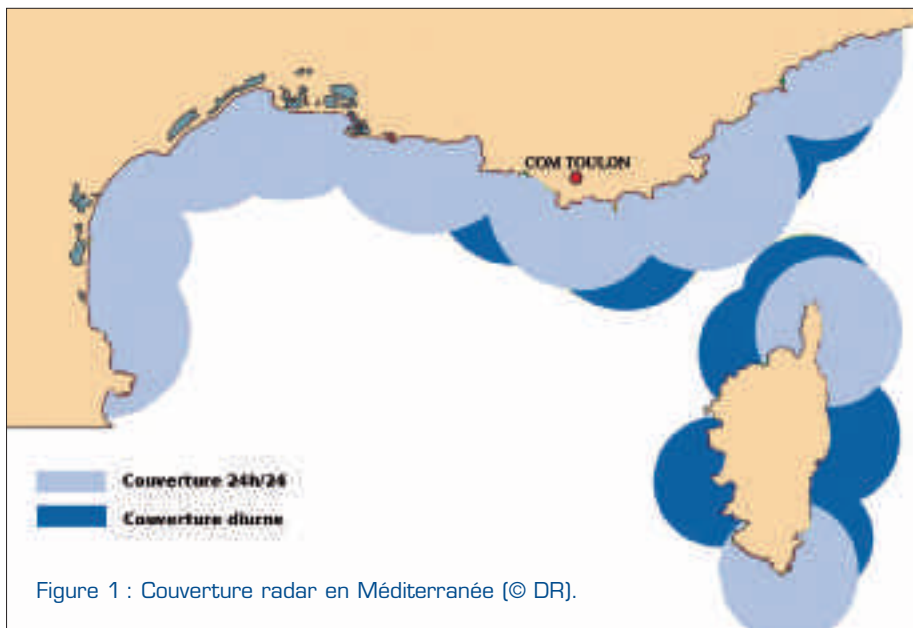 COM TOULON
Couverture 24h/24
Couverture diurne
Figure 1 : Couverture radar en Méditerranée (© DR).